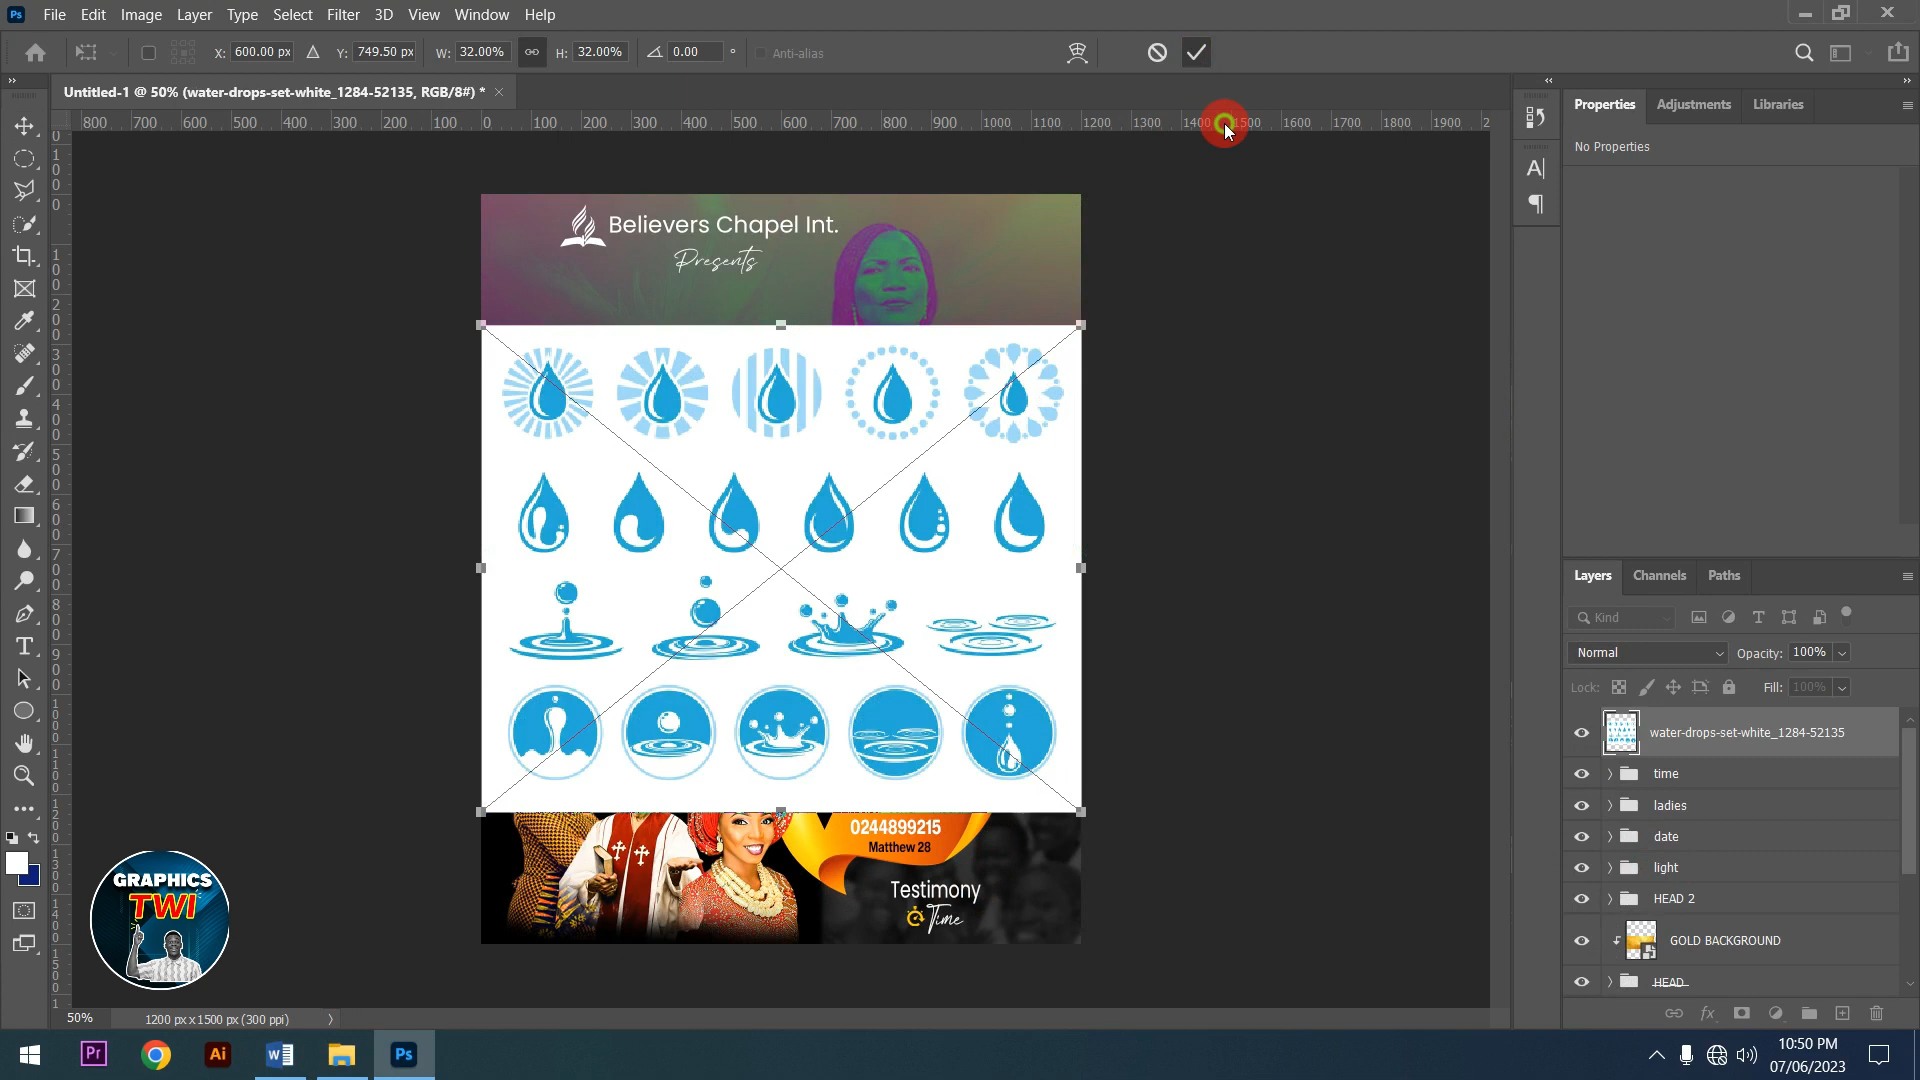 Ps File Edit Image Layer Type Select Filter 3D View Window Help
X: 600.00 px Y: 749.50 px W: 32.00% H: 32.00% 0.00 ° Anti-alias
Untitled-1 @ 50% (water-drops-set-white_1284-52135, RGB/8#) *
800 700 600 500 400 300 200 100 0 100 200 300 400 500 600 700 800 900 1000 1100 1200 1300 1400 1500 1600 1700 1800 1900 2
Properties Adjustments Libraries
No Properties
Believers Chapel Int.
Presents
0244899215
Matthew 28
Testimony
Time
GRAPHICS
TWI
Layers Channels Paths
Kind
Normal Opacity: 100%
Lock: Fill: 100%
water-drops-set-white_1284-52135
time
ladies
date
light
HEAD 2
GOLD BACKGROUND
HEAD
50% 1200 px x 1500 px (300 ppi)
Pr Ai W Ps
10:50 PM
07/06/2023